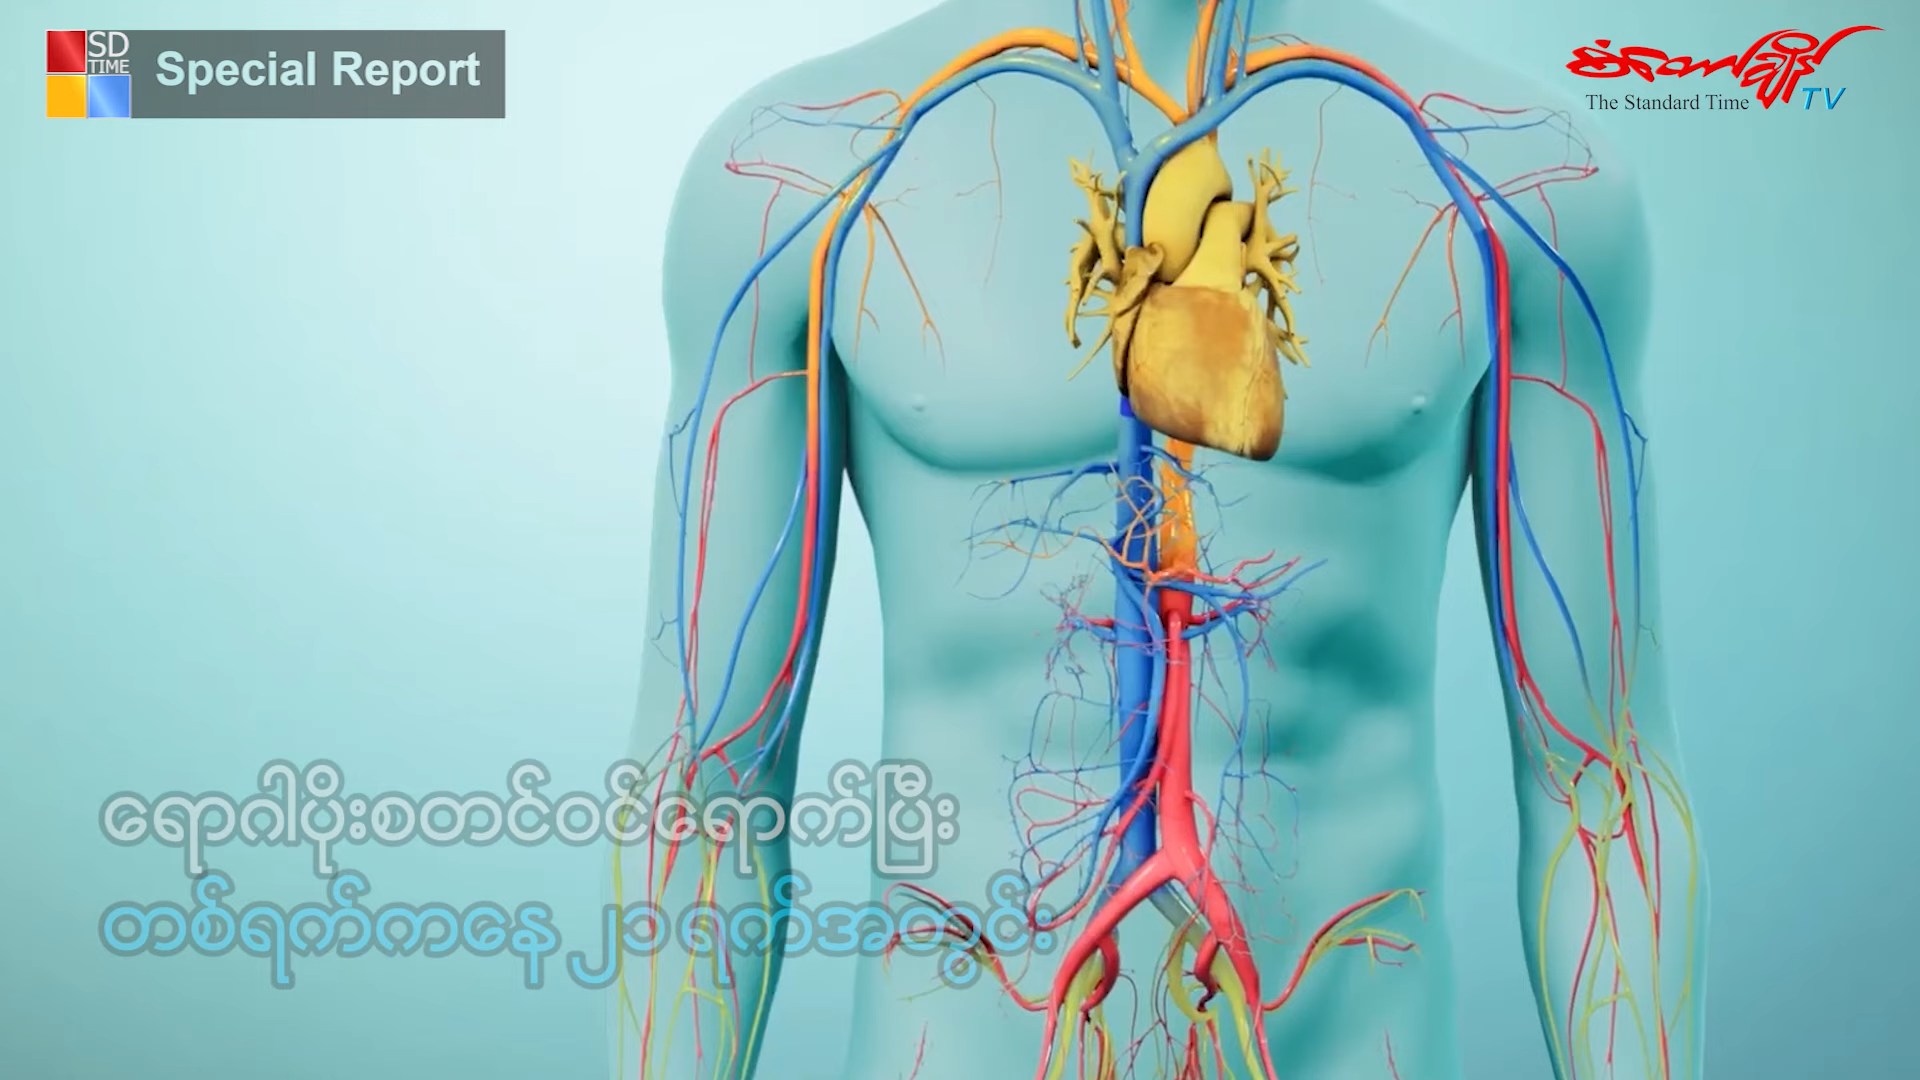 SD
TIME
Special Report
စံတော်ချိန်
The Standard Time
TV
ရောဂါပိုးစတင်ဝင်ရောက်ပြီး
တစ်ရက်ကနေ ၂၁ ရက်အတွင်း